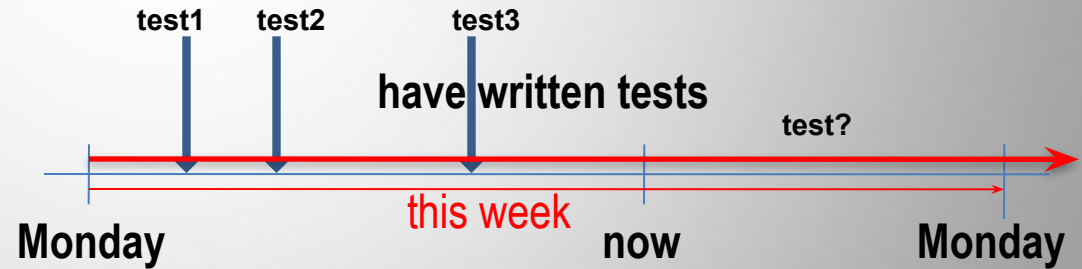 test1 test2 test3
have written tests
test?
this week
Monday now Monday